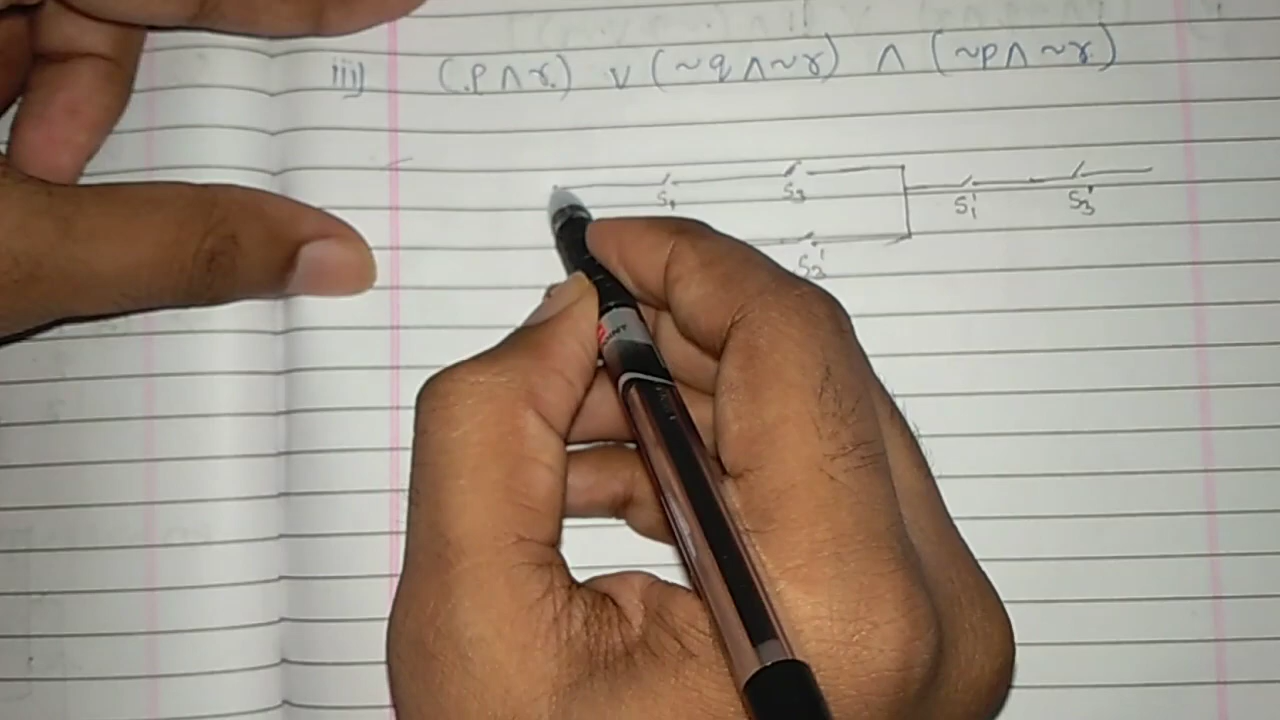 iii) (p ∧ r) ∨ (~q ∧ ~r) ∧ (~p ∧ ~r)
S₁ S₃ S₁' S₃'
S₂'